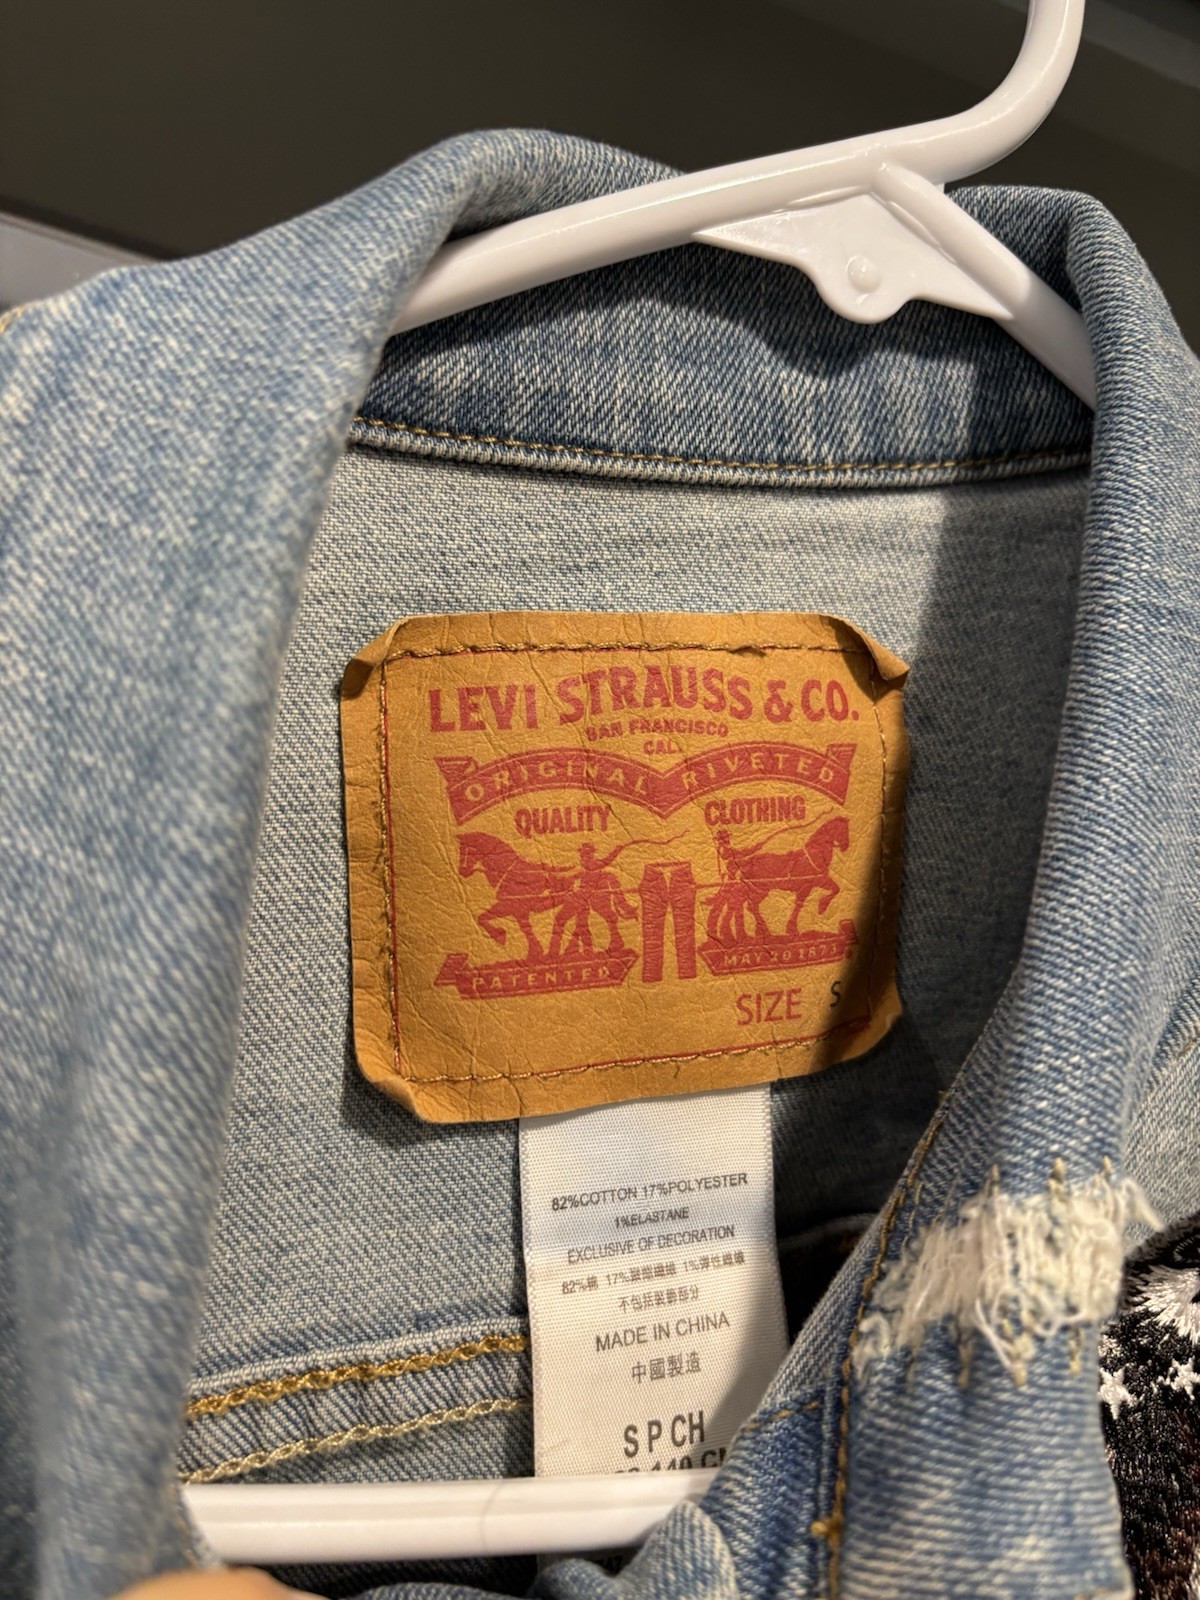 LEVI STRAUSS & CO.
SAN FRANCISCO
CAL.
ORIGINAL RIVETED
QUALITY CLOTHING
PATENTED MAY 20 1873
SIZE S
82%COTTON 17%POLYESTER
1%ELASTANE
EXCLUSIVE OF DECORATION
82%棉 17%聚酯纖維 1%彈性纖維
不包括裝飾部分
MADE IN CHINA
中國製造
S P CH